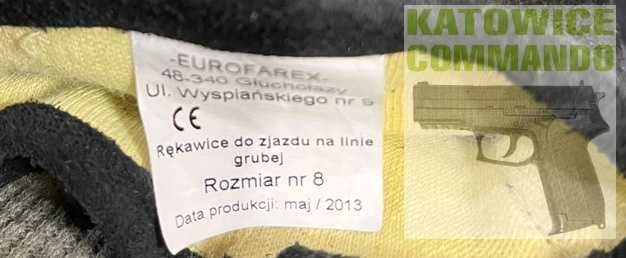 -EUROFAREX-
48-340 Głuchołazy
Ul. Wyspiańskiego nr 9
CE
Rękawice do zjazdu na linie
grubej
Rozmiar nr 8
Data produkcji: maj / 2013
KATOWICE
COMMANDO